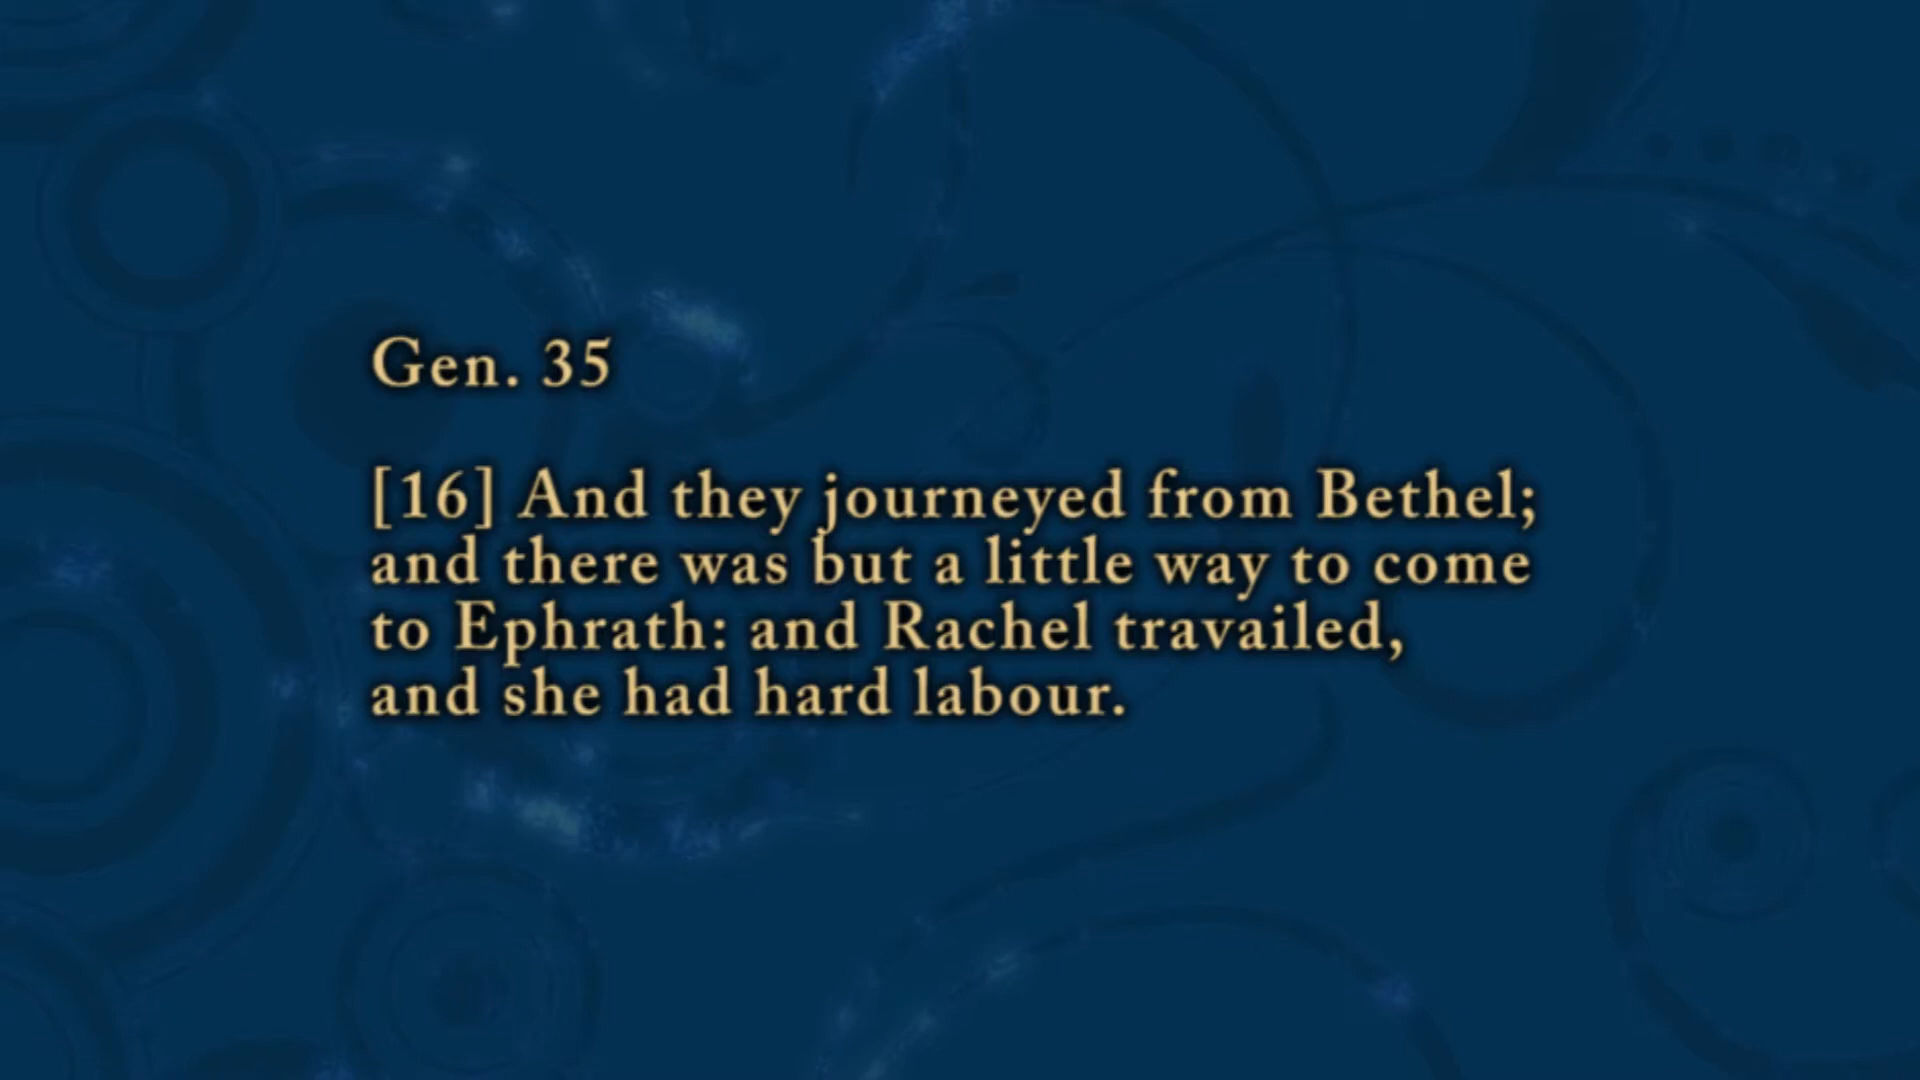 Gen. 35
[16] And they journeyed from Bethel;
and there was but a little way to come
to Ephrath: and Rachel travailed,
and she had hard labour.